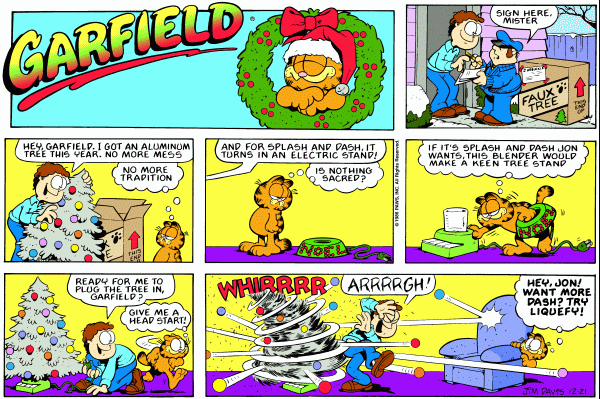 GARFIELD
SIGN HERE,
MISTER
FAUX
TREE
THIS
END
UP
HEY, GARFIELD. I GOT AN ALUMINUM
TREE THIS YEAR. NO MORE MESS
NO MORE
TRADITION
THIS
END
AND FOR SPLASH AND DASH, IT
TURNS IN AN ELECTRIC STAND!
IS NOTHING
SACRED?
NOEL
© 1986 PAWS, INC. All Rights Reserved.
IF IT'S SPLASH AND DASH JON
WANTS, THIS BLENDER WOULD
MAKE A KEEN TREE STAND
NOEL
READY FOR ME TO
PLUG THE TREE IN,
GARFIELD?
GIVE ME A
HEAD START!
WHIRRRRR
ARRRRGH!
HEY, JON!
WANT MORE
DASH? TRY
LIQUEFY!
JIM DAVIS 12-21